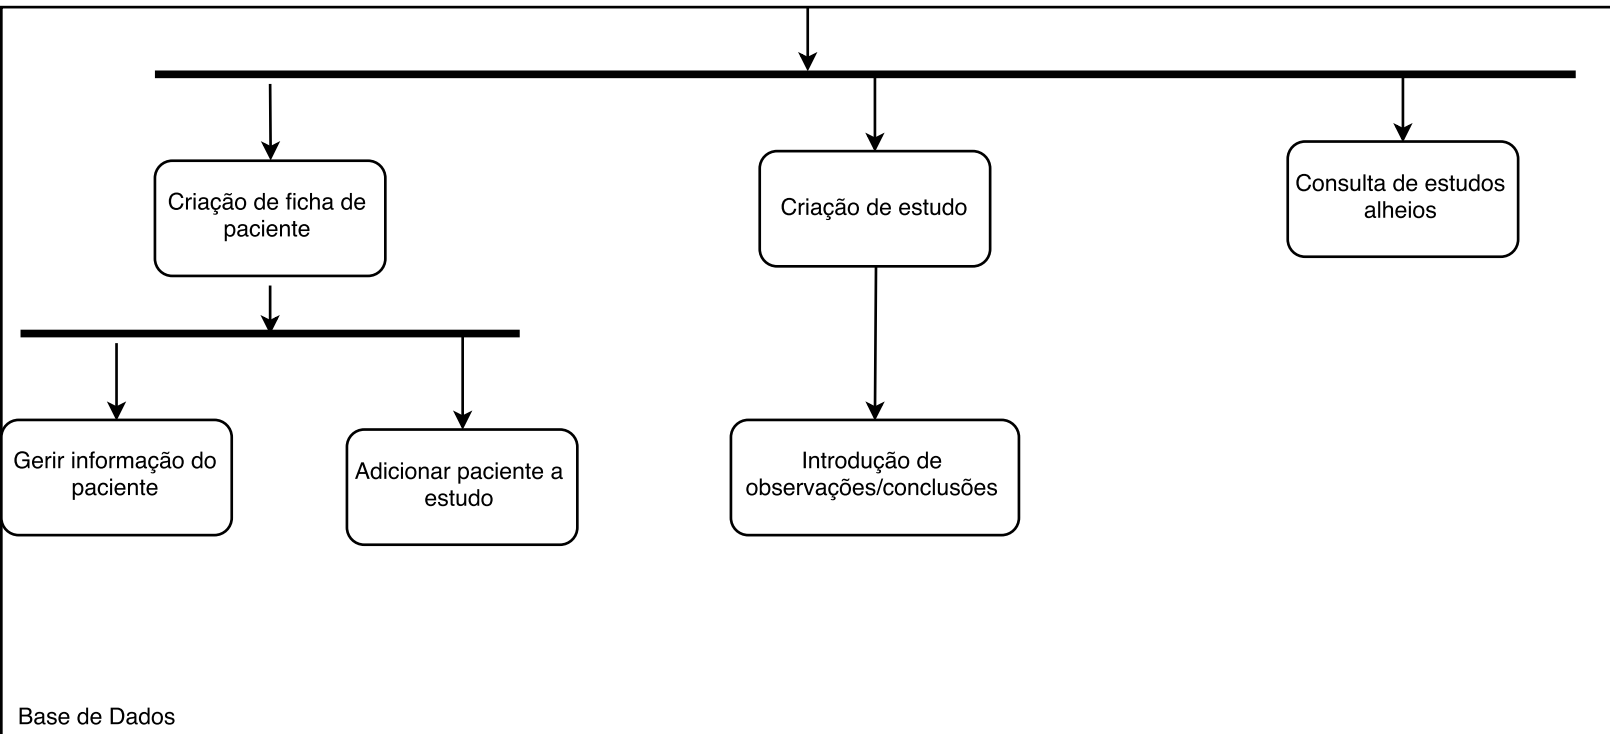 Criação de ficha de
paciente
Criação de estudo
Consulta de estudos
alheios
Gerir informação do
paciente
Adicionar paciente a
estudo
Introdução de
observações/conclusões
Base de Dados